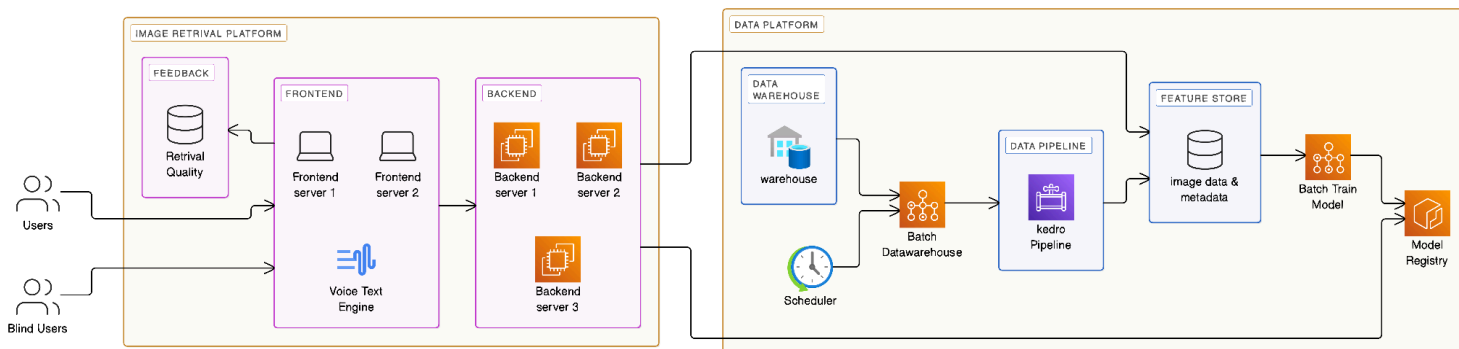 IMAGE RETRIVAL PLATFORM
FEEDBACK
Retrival
Quality
FRONTEND
Frontend
server 1
Frontend
server 2
Voice Text
Engine
BACKEND
Backend
server 1
Backend
server 2
Backend
server 3
Users
Blind Users
DATA PLATFORM
DATA
WAREHOUSE
warehouse
Scheduler
Batch
Datawarehouse
DATA PIPELINE
kedro
Pipeline
FEATURE STORE
image data &
metadata
Batch Train
Model
Model
Registry